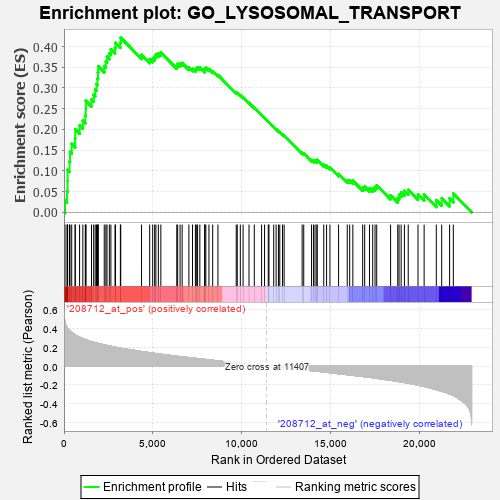 Enrichment plot: GO_LYSOSOMAL_TRANSPORT
Enrichment score (ES)
0.40
0.35
0.30
0.25
0.20
0.15
0.10
0.05
0.00
'208712_at_pos' (positively correlated)
Ranked list metric (Pearson)
0.6
0.4
0.2
0.0
-0.2
-0.4
-0.6
Zero cross at 11407
'208712_at_neg' (negatively correlated)
0
5,000
10,000
15,000
20,000
Rank in Ordered Dataset
Enrichment profile
Hits
Ranking metric scores